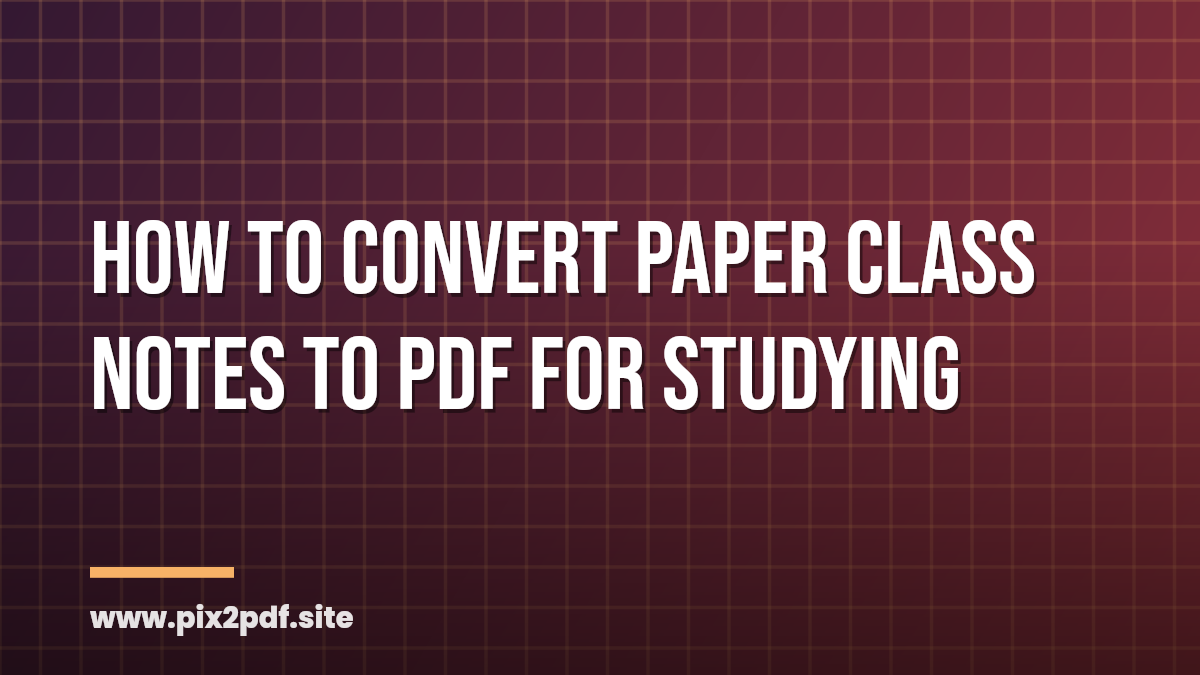 HOW TO CONVERT PAPER CLASS
NOTES TO PDF FOR STUDYING
www.pix2pdf.site